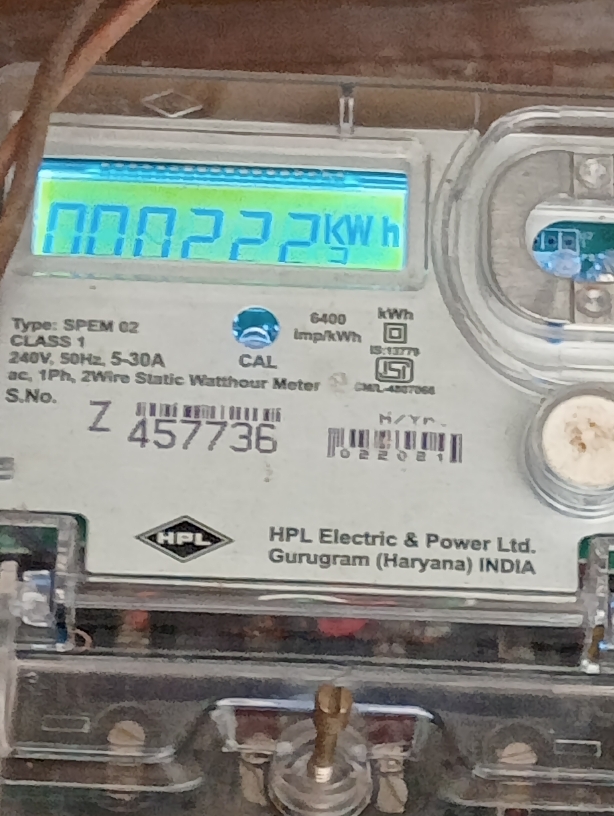 000222 kWh
Type: SPEM 02
CLASS 1
240V, 50Hz, 5-30A
ac, 1Ph, 2Wire Static Watthour Meter
S.No.
Z 457736
CAL
6400
imp/kWh
kWh
IS:13779
ISI
M/Yr.
022021
HPL
HPL Electric & Power Ltd.
Gurugram (Haryana) INDIA